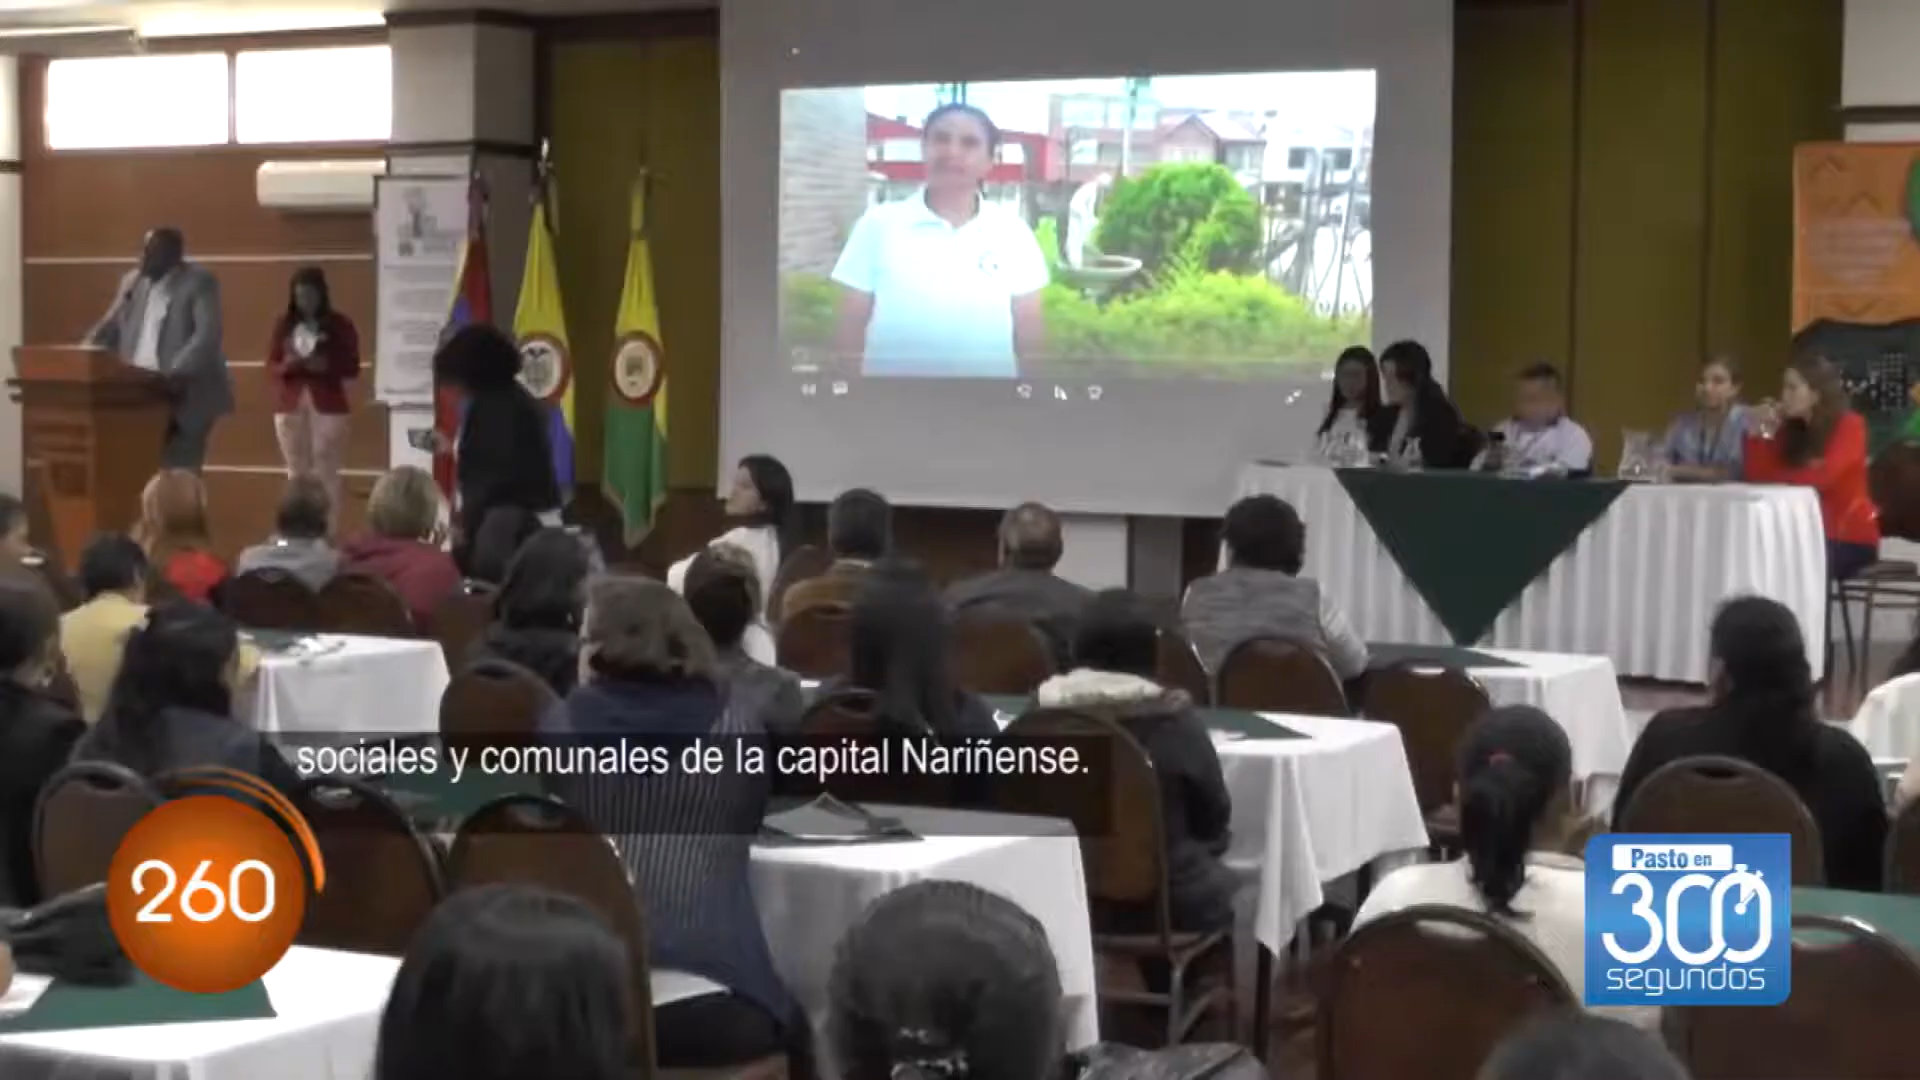 sociales y comunales de la capital Nariñense.
260
Pasto en
300
segundos